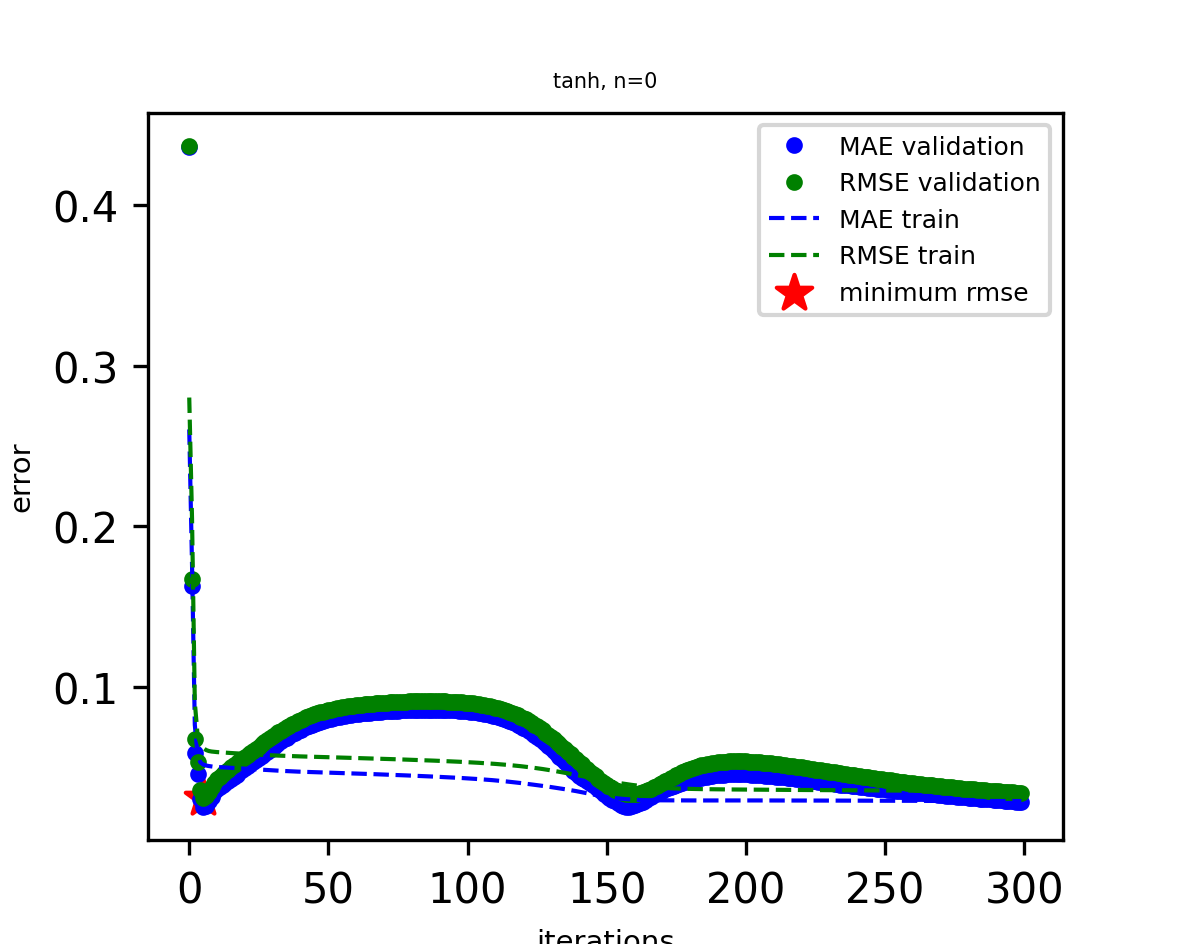 tanh, n=0
error
0.4
0.3
0.2
0.1
0 50 100 150 200 250 300
iterations
MAE validation
RMSE validation
MAE train
RMSE train
minimum rmse